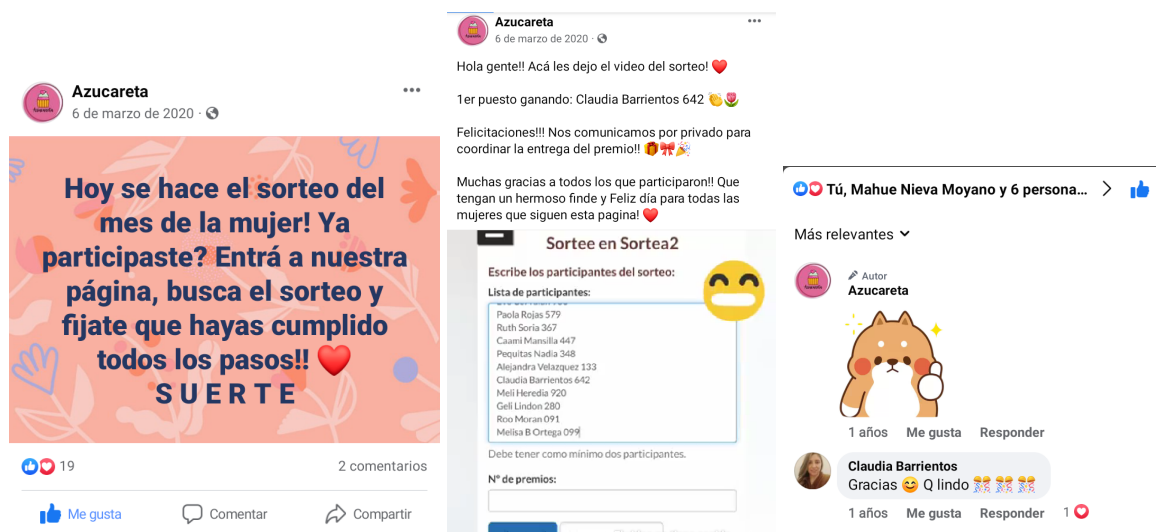 Azucareta
6 de marzo de 2020 ·
Hoy se hace el sorteo del
mes de la mujer! Ya
participaste? Entrá a nuestra
página, busca el sorteo y
fijate que hayas cumplido
todos los pasos!! ❤️
S U E R T E
19
2 comentarios
Me gusta
Comentar
Compartir
Azucareta
6 de marzo de 2020 ·
Hola gente!! Acá les dejo el video del sorteo! ❤️
1er puesto ganando: Claudia Barrientos 642 👏🌷
Felicitaciones!!! Nos comunicamos por privado para
coordinar la entrega del premio!! 🎁🎀🎉
Muchas gracias a todos los que participaron!! Que
tengan un hermoso finde y Feliz día para todas las
mujeres que siguen esta pagina! ❤️
Sortee en Sortea2
Escribe los participantes del sorteo:
Lista de participantes:
Paola Rojas 579
Ruth Soria 367
Caami Mansilla 447
Pequitas Nadia 348
Alejandra Velazquez 133
Claudia Barrientos 642
Meli Heredia 920
Geli Lindon 280
Roo Moran 091
Melisa B Ortega 099
Debe tener como mínimo dos participantes.
N° de premios:
Tú, Mahue Nieva Moyano y 6 persona...
Más relevantes
Autor
Azucareta
1 años Me gusta Responder
Claudia Barrientos
Gracias 😊 Q lindo 🎊🎊🎊
1 años Me gusta Responder 1